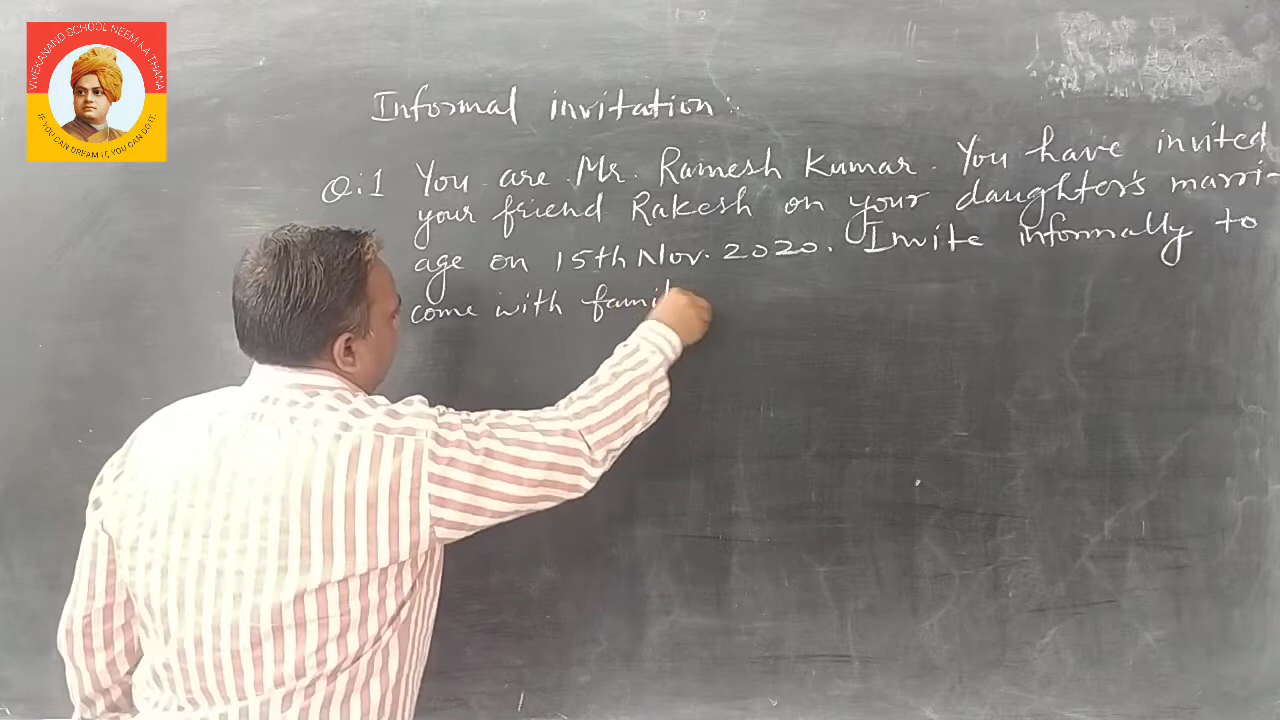 VIVEKANAND SCHOOL NEEM KA THANA
IF YOU CAN DREAM IT, YOU CAN DO IT.
Informal invitation:
Q:1 You are Mr. Ramesh Kumar. You have invited
your friend Rakesh on your daughter's marri-
age on 15th Nov. 2020. Invite informally to
come with famil